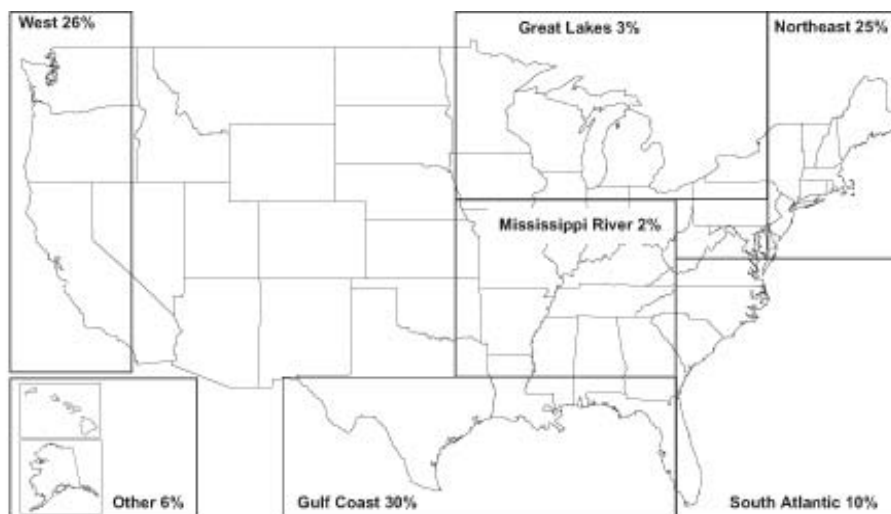 West 26%
Great Lakes 3%
Northeast 25%
Mississippi River 2%
Other 6%
Gulf Coast 30%
South Atlantic 10%